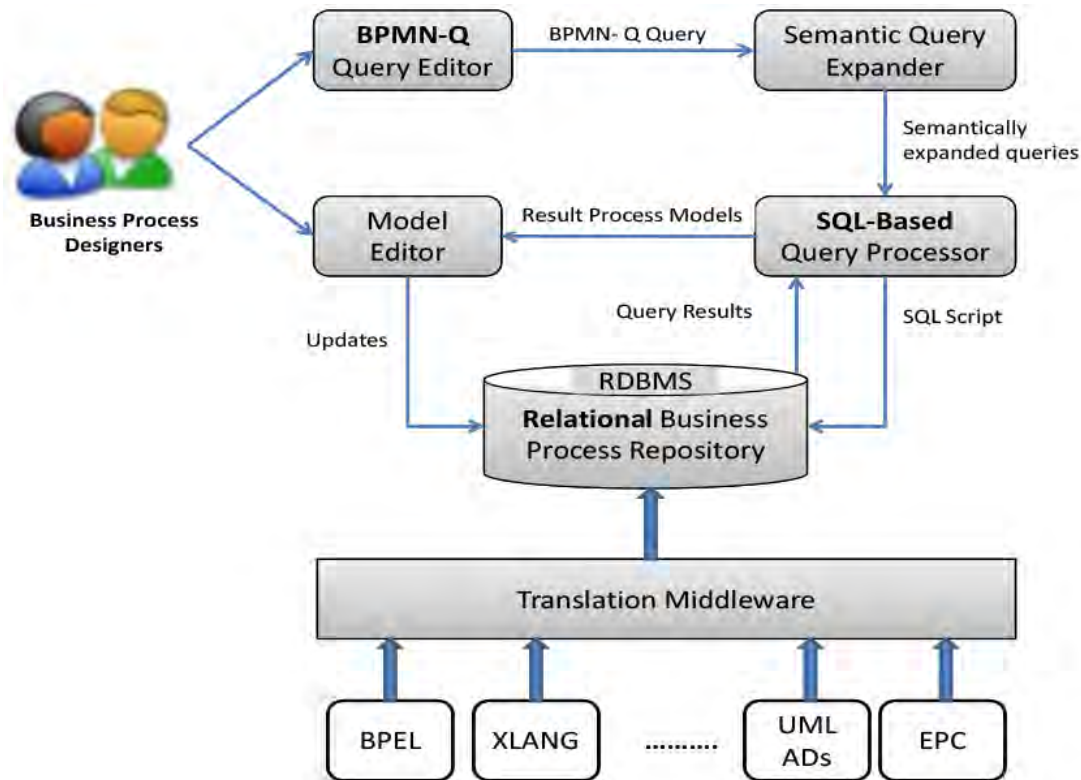 BPMN-Q
Query Editor
BPMN- Q Query
Semantic Query
Expander
Semantically
expanded queries
Business Process
Designers
Model
Editor
Result Process Models
SQL-Based
Query Processor
Updates
Query Results
SQL Script
RDBMS
Relational Business
Process Repository
Translation Middleware
BPEL
XLANG
..........
UML
ADs
EPC